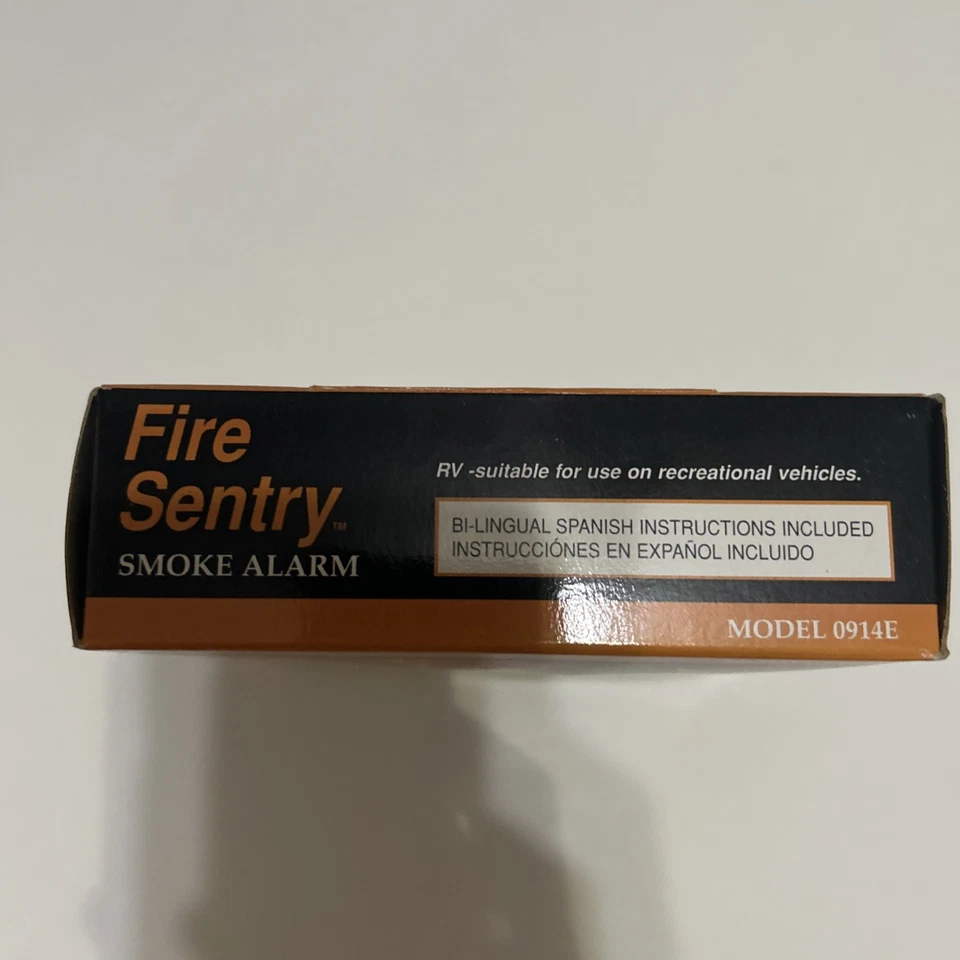 Fire
Sentry™
SMOKE ALARM
RV -suitable for use on recreational vehicles.
BI-LINGUAL SPANISH INSTRUCTIONS INCLUDED
INSTRUCCIÓNES EN EXPAÑOL INCLUIDO
MODEL 0914E